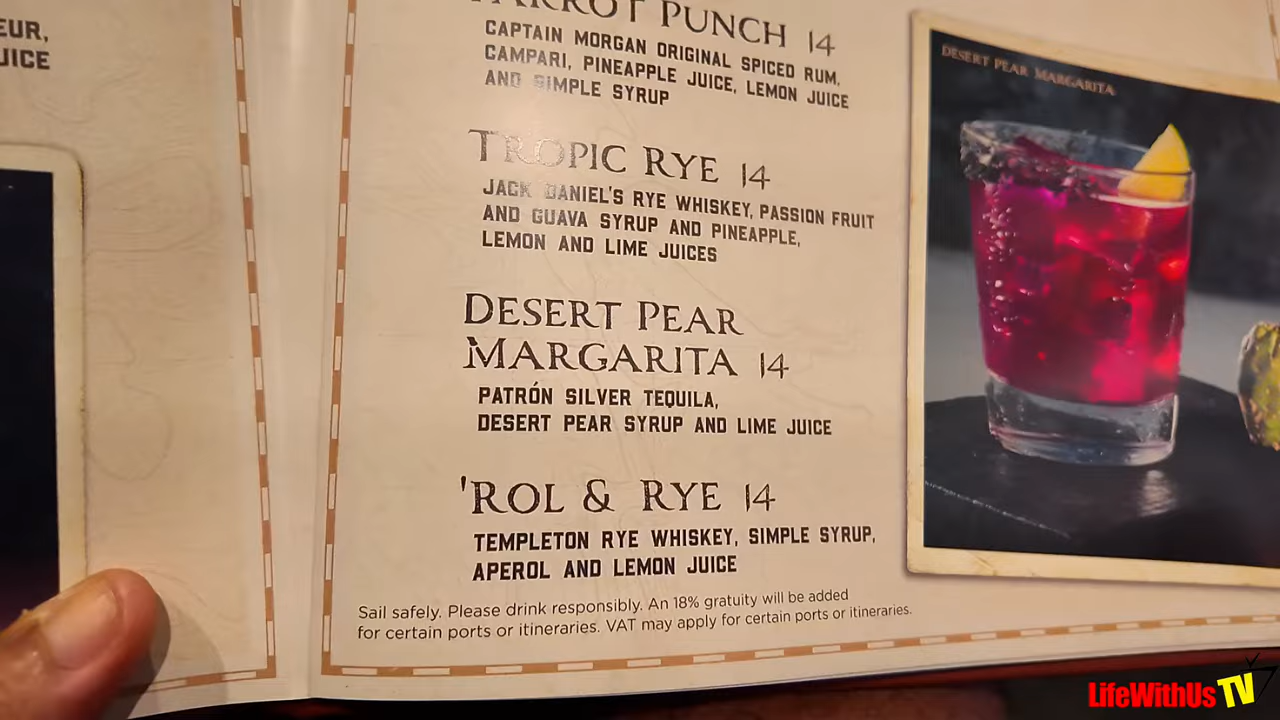 EUR,
UICE
PARROT PUNCH 14
CAPTAIN MORGAN ORIGINAL SPICED RUM,
CAMPARI, PINEAPPLE JUICE, LEMON JUICE
AND SIMPLE SYRUP
TROPIC RYE 14
JACK DANIEL'S RYE WHISKEY, PASSION FRUIT
AND GUAVA SYRUP AND PINEAPPLE,
LEMON AND LIME JUICES
DESERT PEAR
MARGARITA 14
PATRÓN SILVER TEQUILA,
DESERT PEAR SYRUP AND LIME JUICE
'ROL & RYE 14
TEMPLETON RYE WHISKEY, SIMPLE SYRUP,
APEROL AND LEMON JUICE
Sail safely. Please drink responsibly. An 18% gratuity will be added
for certain ports or itineraries. VAT may apply for certain ports or itineraries.
DESERT PEAR MARGARITA
LifeWithUs TV